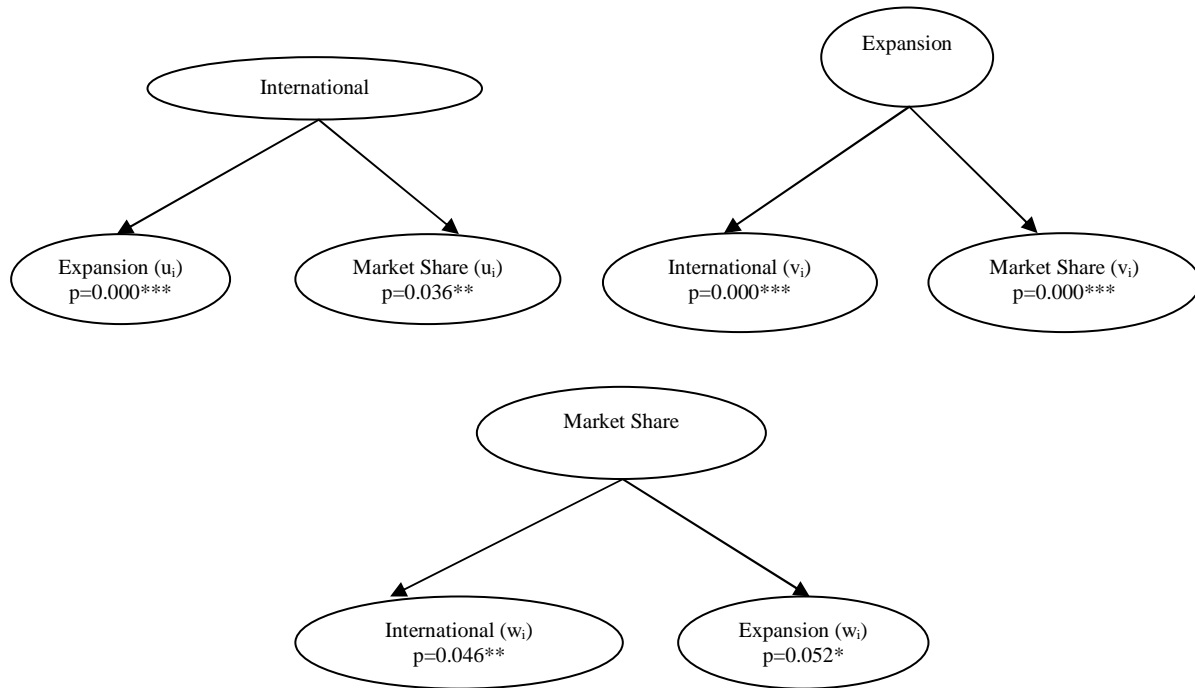 International
Expansion (uᵢ)
p=0.000***
Market Share (uᵢ)
p=0.036**
Expansion
International (vᵢ)
p=0.000***
Market Share (vᵢ)
p=0.000***
Market Share
International (wᵢ)
p=0.046**
Expansion (wᵢ)
p=0.052*